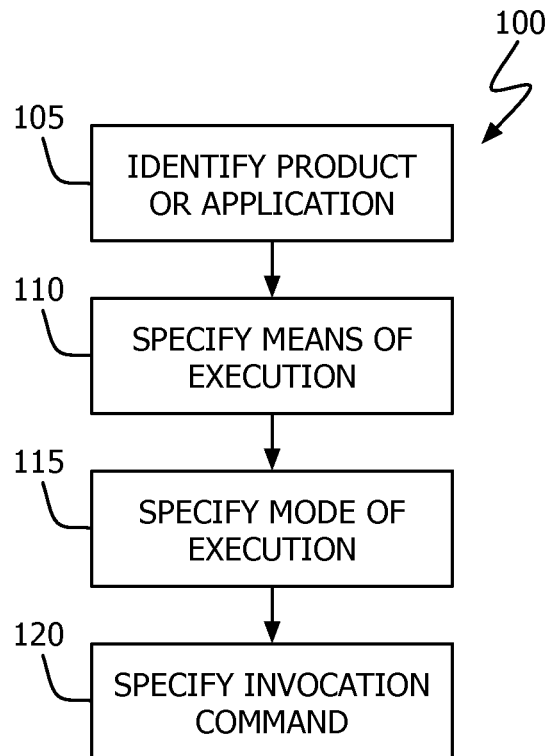 100
105
IDENTIFY PRODUCT
OR APPLICATION
110
SPECIFY MEANS OF
EXECUTION
115
SPECIFY MODE OF
EXECUTION
120
SPECIFY INVOCATION
COMMAND